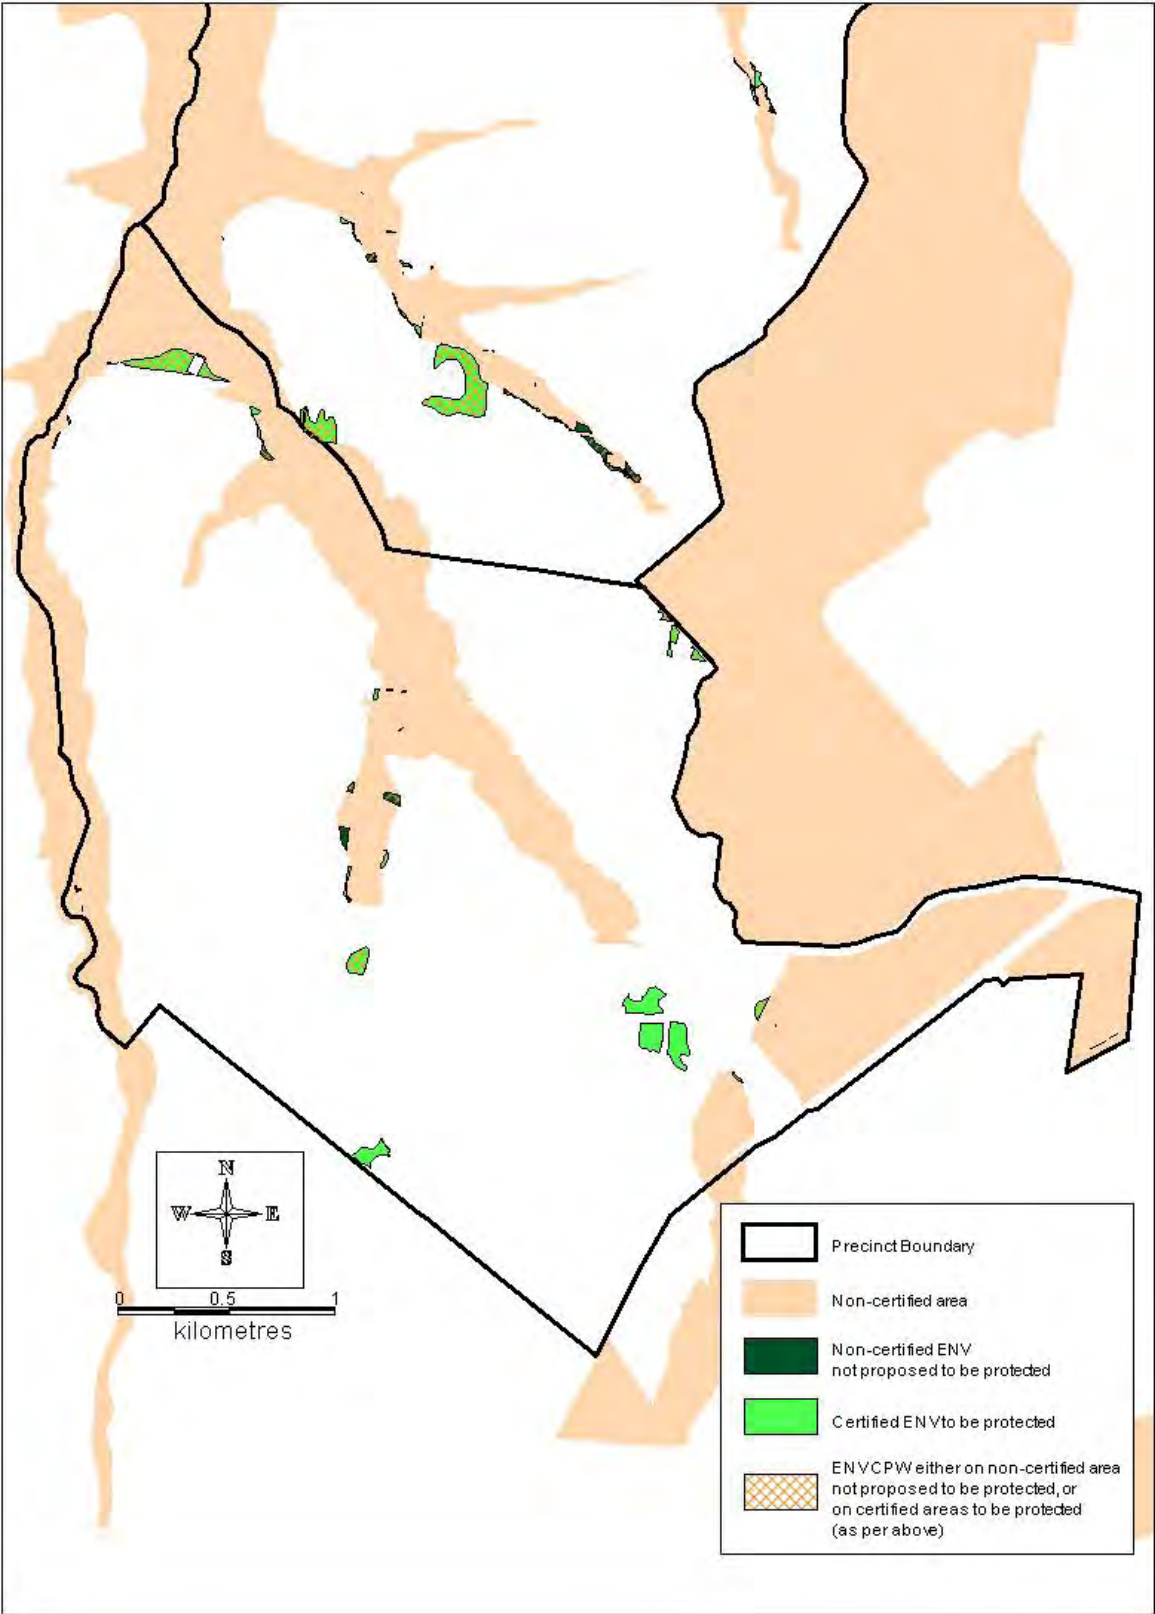 N
W E
S
0 0.5 1
kilometres
Precinct Boundary
Non-certified area
Non-certified ENV
not proposed to be protected
Certified ENV to be protected
ENV CPW either on non-certified area
not proposed to be protected, or
on certified areas to be protected
(as per above)